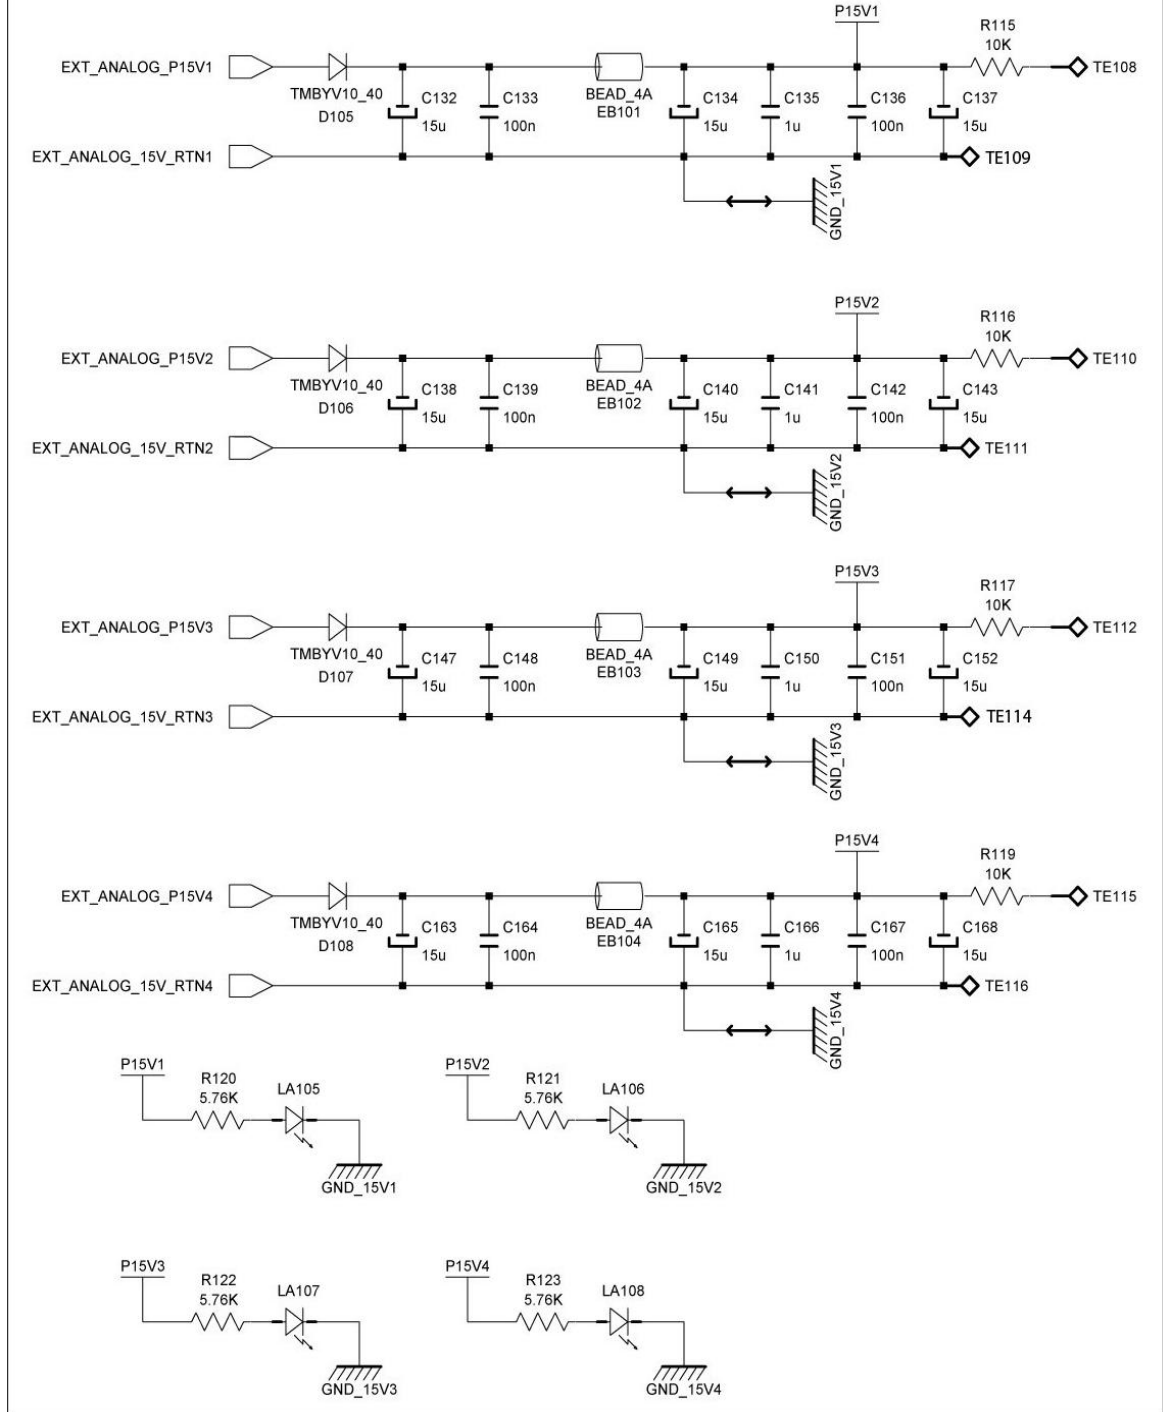 P15V1
R115
10K
EXT_ANALOG_P15V1
TE108
TMBYV10_40
D105
C132
15u
C133
100n
BEAD_4A
EB101
C134
15u
C135
1u
C136
100n
C137
15u
EXT_ANALOG_15V_RTN1
TE109
GND_15V1
P15V2
R116
10K
EXT_ANALOG_P15V2
TE110
TMBYV10_40
D106
C138
15u
C139
100n
BEAD_4A
EB102
C140
15u
C141
1u
C142
100n
C143
15u
EXT_ANALOG_15V_RTN2
TE111
GND_15V2
P15V3
R117
10K
EXT_ANALOG_P15V3
TE112
TMBYV10_40
D107
C147
15u
C148
100n
BEAD_4A
EB103
C149
15u
C150
1u
C151
100n
C152
15u
EXT_ANALOG_15V_RTN3
TE114
GND_15V3
P15V4
R119
10K
EXT_ANALOG_P15V4
TE115
TMBYV10_40
D108
C163
15u
C164
100n
BEAD_4A
EB104
C165
15u
C166
1u
C167
100n
C168
15u
EXT_ANALOG_15V_RTN4
TE116
GND_15V4
P15V1
R120
5.76K
LA105
GND_15V1
P15V2
R121
5.76K
LA106
GND_15V2
P15V3
R122
5.76K
LA107
GND_15V3
P15V4
R123
5.76K
LA108
GND_15V4